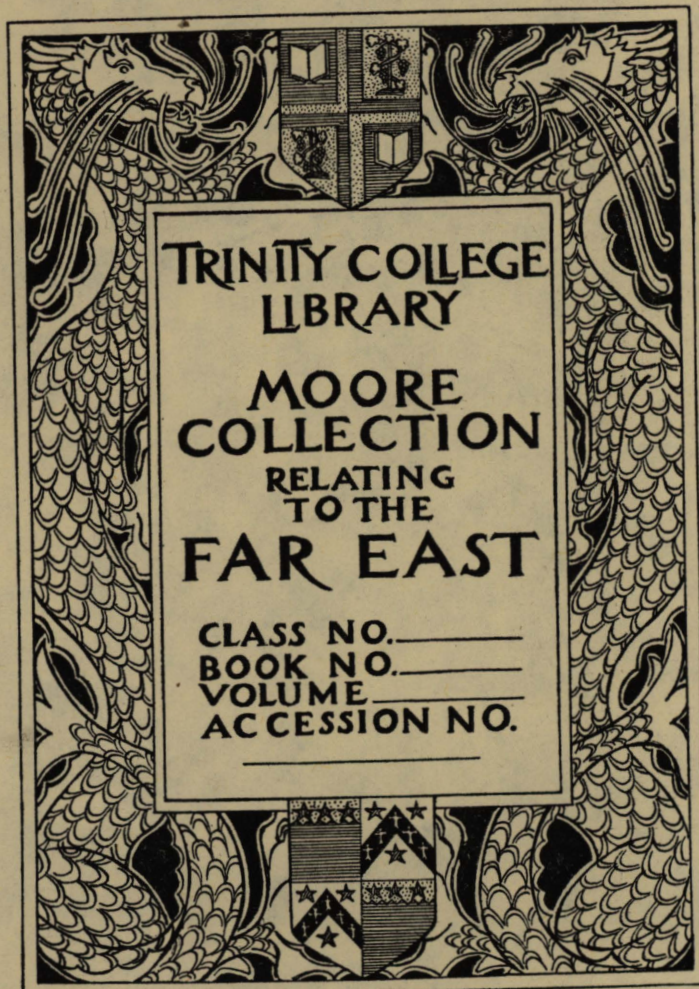 TRINITY COLLEGE
LIBRARY
MOORE
COLLECTION
RELATING
TO THE
FAR EAST
CLASS NO.
BOOK NO.
VOLUME
ACCESSION NO.